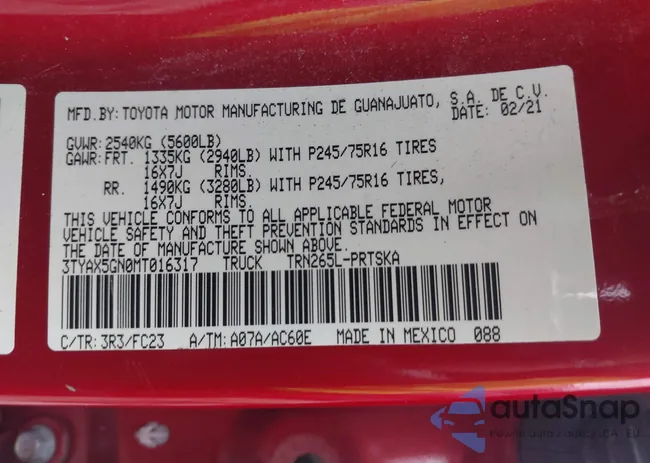 MFD.BY: TOYOTA MOTOR MANUFACTURING DE GUANAJUATO, S.A. DE C.V.
DATE: 02/21
GVWR: 2540KG (5600LB)
GAWR: FRT. 1335KG (2940LB) WITH P245/75R16 TIRES
16X7J RIMS.
RR. 1490KG (3280LB) WITH P245/75R16 TIRES,
16X7J RIMS.
THIS VEHICLE CONFORMS TO ALL APPLICABLE FEDERAL MOTOR
VEHICLE SAFETY AND THEFT PREVENTION STANDARDS IN EFFECT ON
THE DATE OF MANUFACTURE SHOWN ABOVE.
3TYAX5GN0MT016317 TRUCK TRN265L-PRTSKA
C/TR: 3R3/FC23 A/TM: A07A/AC60E MADE IN MEXICO 088
autaSnap